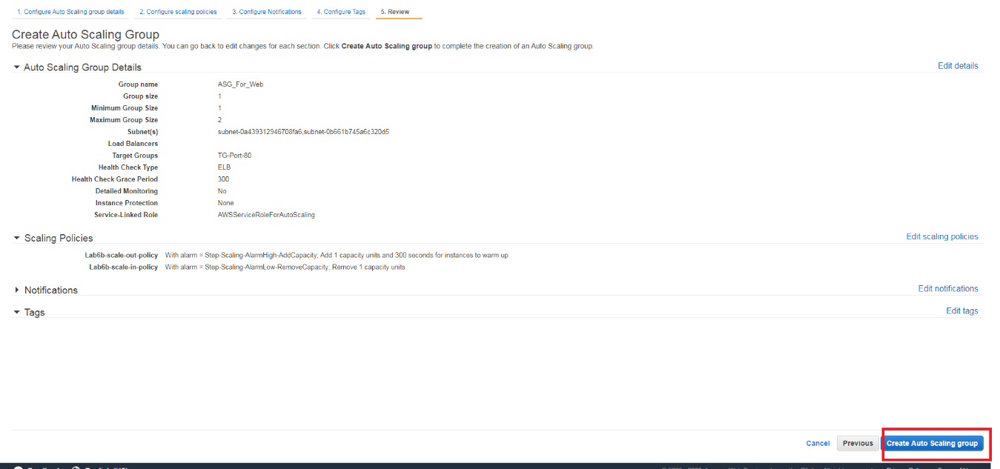 1. Configure Auto Scaling group details 2. Configure scaling policies 3. Configure Notifications 4. Configure Tags 5. Review
Create Auto Scaling Group
Please review your Auto Scaling group details. You can go back to edit changes for each section. Click Create Auto Scaling group to complete the creation of an Auto Scaling group.
Auto Scaling Group Details Edit details
Group name ASG_For_Web
Group size 1
Minimum Group Size 1
Maximum Group Size 2
Subnet(s) subnet-0a439312946708fa6,subnet-0b661b745a6c320d5
Load Balancers
Target Groups TG-Port-80
Health Check Type ELB
Health Check Grace Period 300
Detailed Monitoring No
Instance Protection None
Service-Linked Role AWSServiceRoleForAutoScaling
Scaling Policies Edit scaling policies
Lab6b-scale-out-policy With alarm = Step-Scaling-AlarmHigh-AddCapacity; Add 1 capacity units and 300 seconds for instances to warm up
Lab6b-scale-in-policy With alarm = Step-Scaling-AlarmLow-RemoveCapacity; Remove 1 capacity units
Notifications Edit notifications
Tags Edit tags
Cancel Previous Create Auto Scaling group